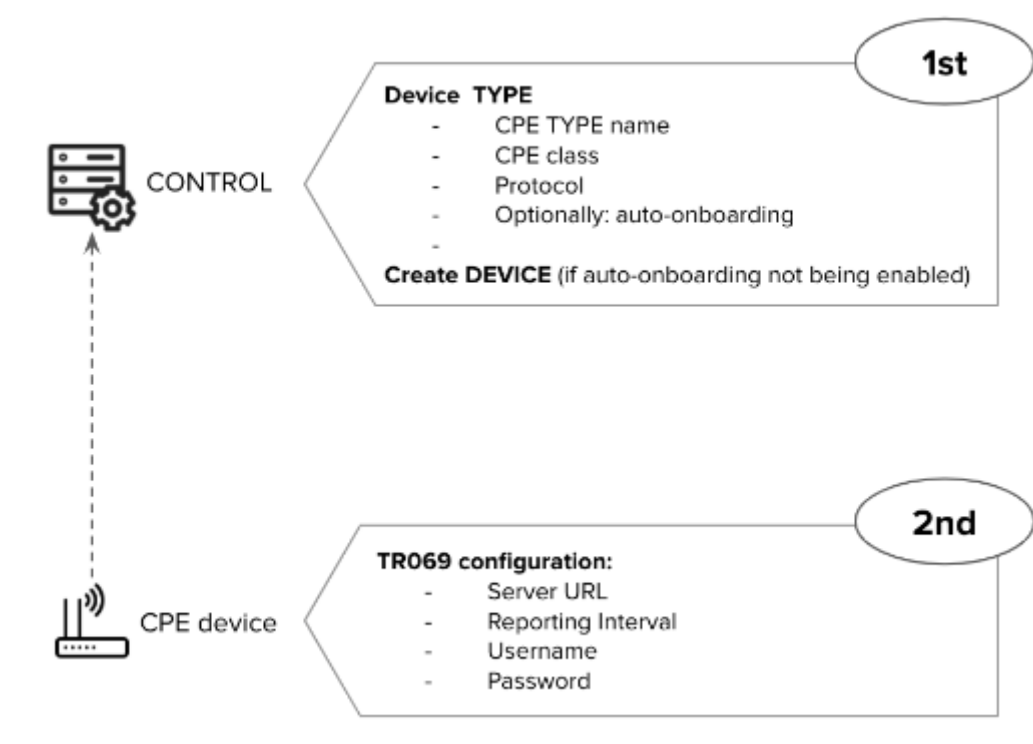 1st
Device TYPE
- CPE TYPE name
- CPE class
- Protocol
- Optionally: auto-onboarding
-
Create DEVICE (if auto-onboarding not being enabled)
CONTROL
2nd
TR069 configuration:
- Server URL
- Reporting Interval
- Username
- Password
CPE device